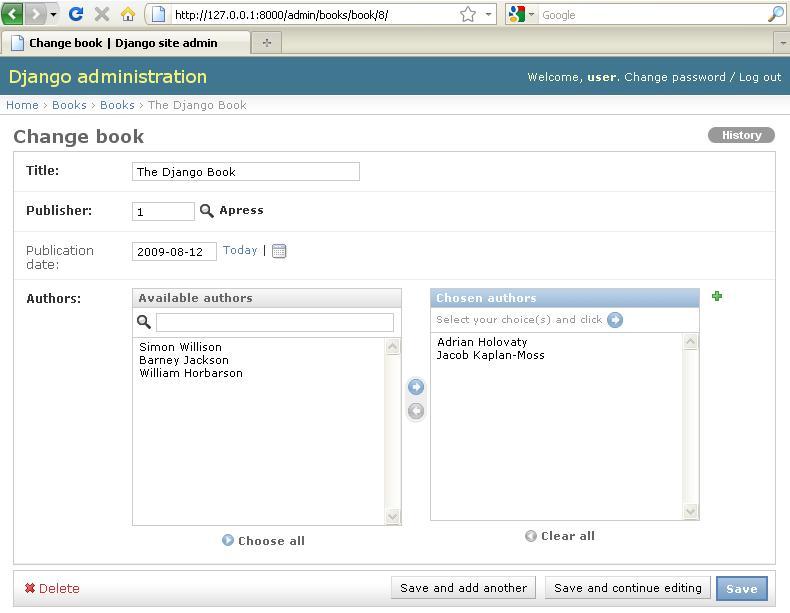 http://127.0.0.1:8000/admin/books/book/8/
Google
Change book | Django site admin
Django administration
Welcome, user. Change password / Log out
Home › Books › Books › The Django Book
Change book
History
Title:
The Django Book
Publisher:
1
Apress
Publication date:
2009-08-12
Today |
Authors:
Available authors
Simon Willison
Barney Jackson
William Horbarson
Choose all
Chosen authors
Select your choice(s) and click
Adrian Holovaty
Jacob Kaplan-Moss
Clear all
Delete
Save and add another
Save and continue editing
Save